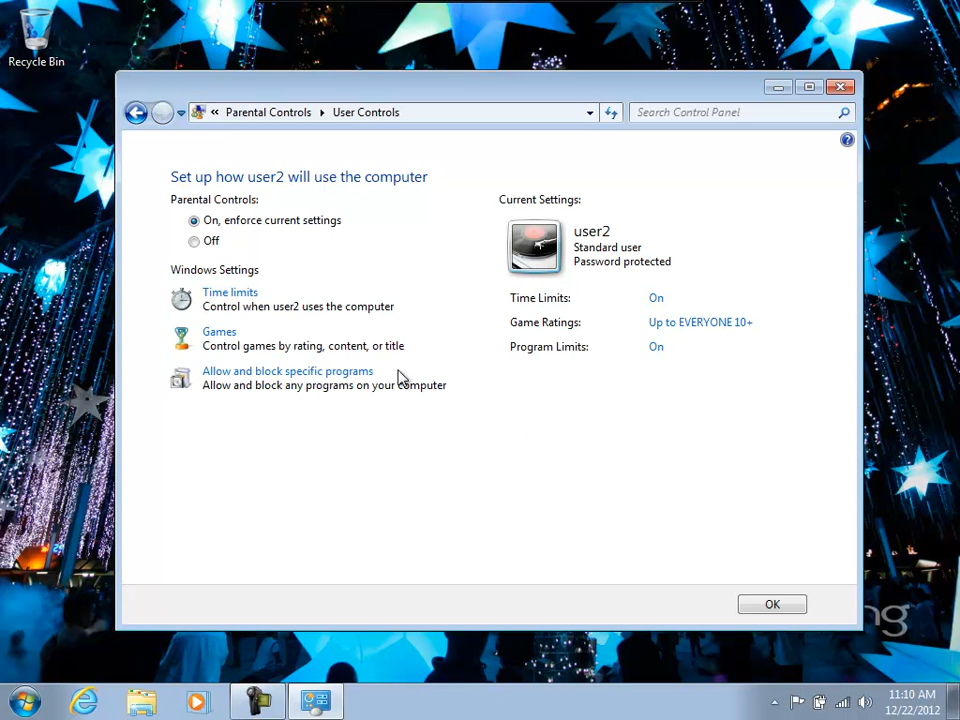 Recycle Bin
« Parental Controls User Controls
Search Control Panel
Set up how user2 will use the computer
Parental Controls:
On, enforce current settings
Off
Windows Settings
Time limits
Control when user2 uses the computer
Games
Control games by rating, content, or title
Allow and block specific programs
Allow and block any programs on your computer
Current Settings:
user2
Standard user
Password protected
Time Limits: On
Game Ratings: Up to EVERYONE 10+
Program Limits: On
OK
ng
11:10 AM
12/22/2012